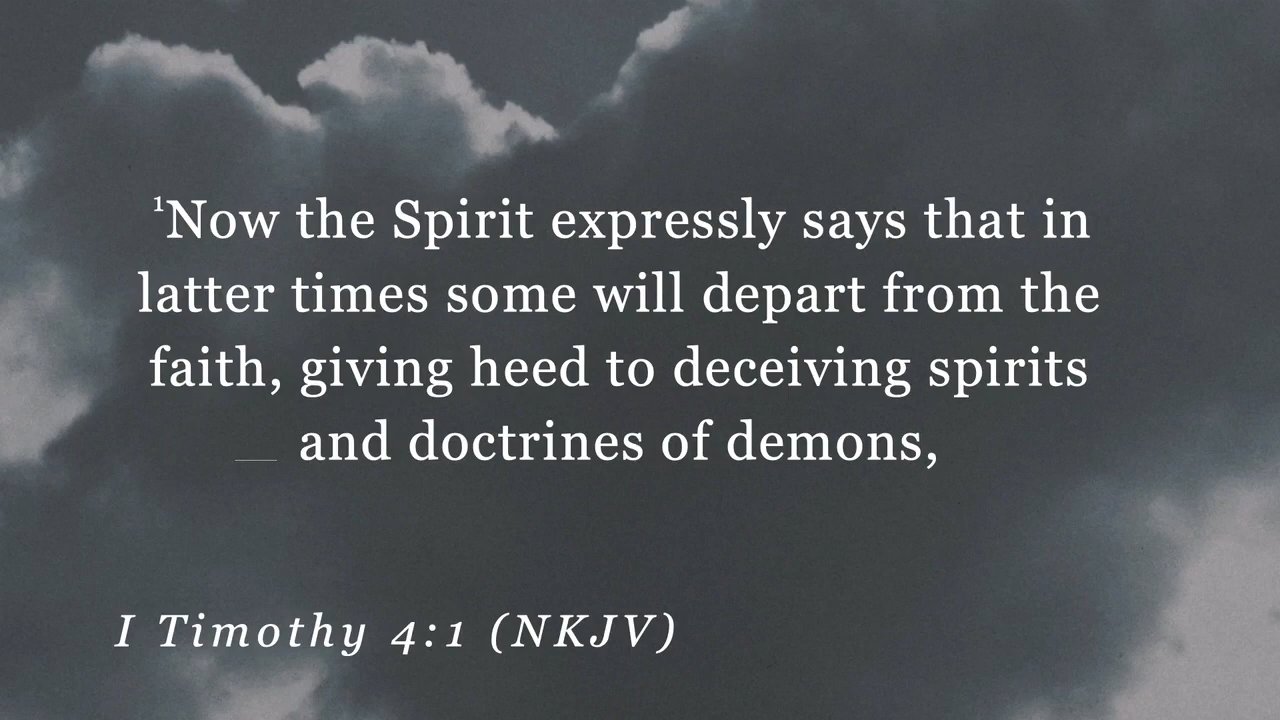 ¹Now the Spirit expressly says that in
latter times some will depart from the
faith, giving heed to deceiving spirits
and doctrines of demons,
I Timothy 4:1 (NKJV)